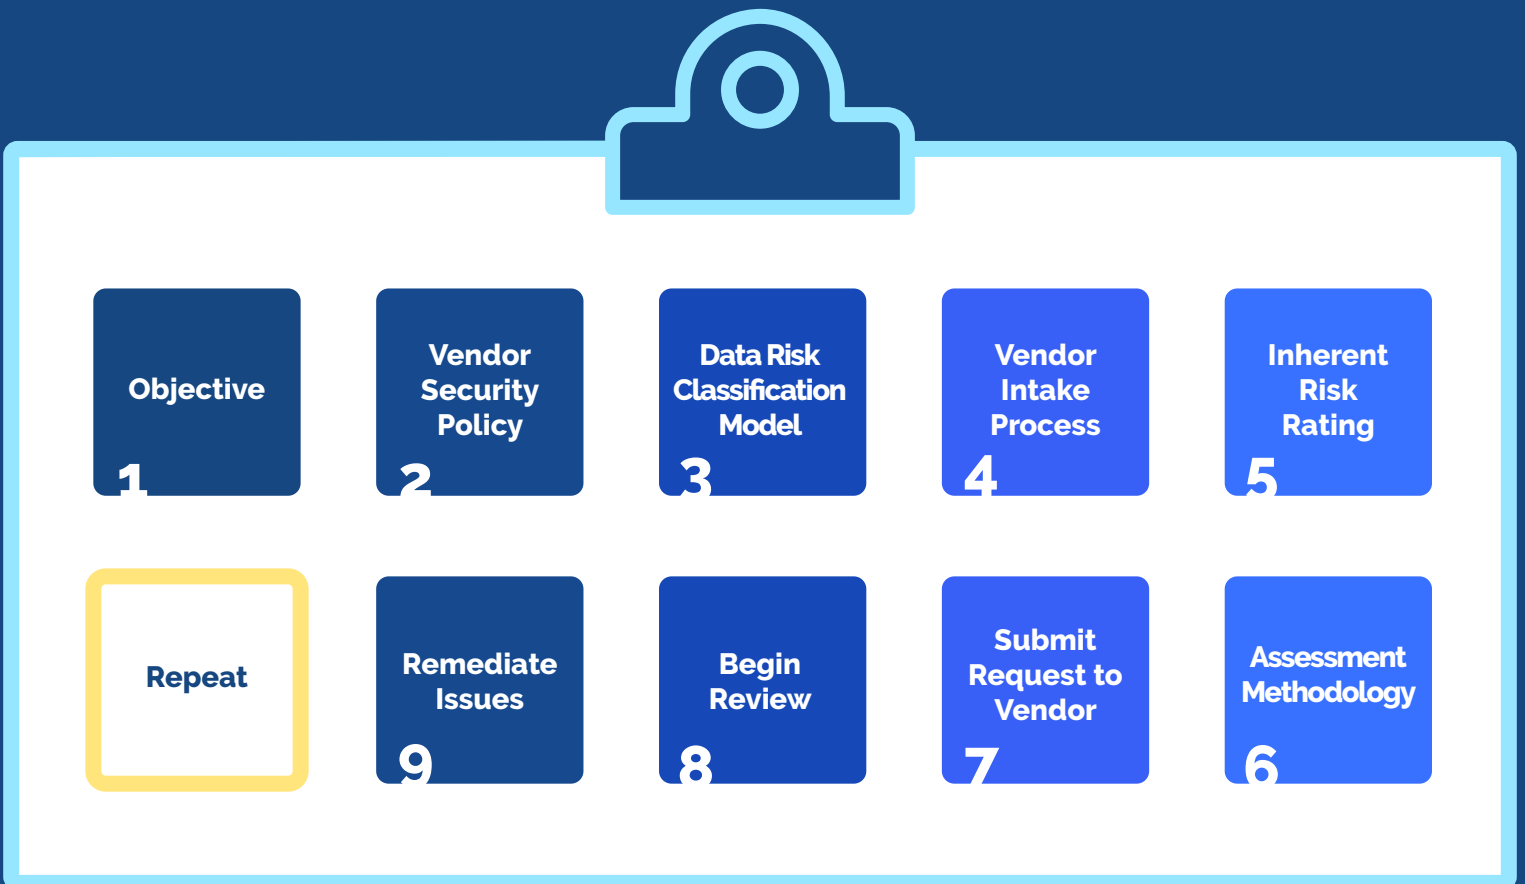 Objective
1
Vendor
Security
Policy
2
Data Risk
Classification
Model
3
Vendor
Intake
Process
4
Inherent
Risk
Rating
5
Repeat
Remediate
Issues
9
Begin
Review
8
Submit
Request to
Vendor
7
Assessment
Methodology
6